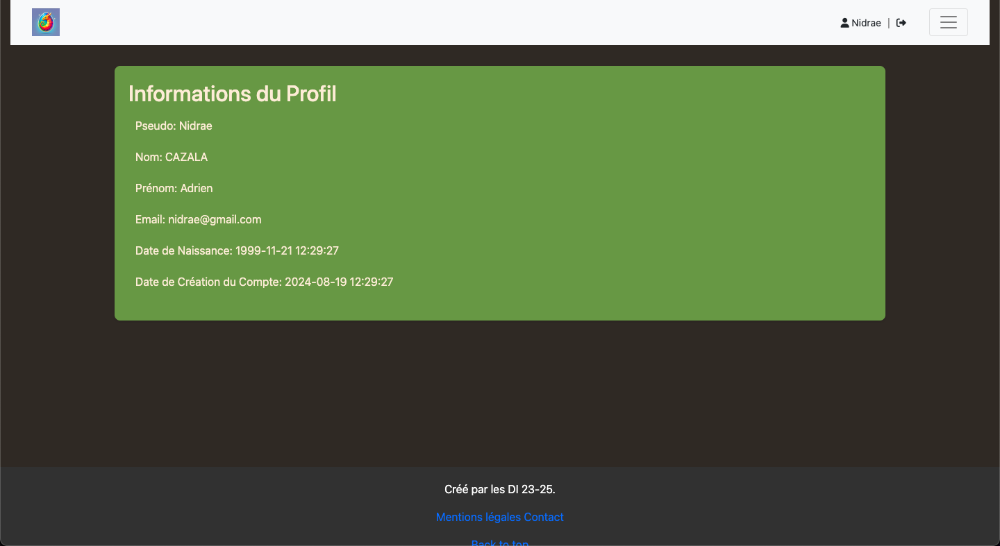 Nidrae |
Informations du Profil
Pseudo: Nidrae
Nom: CAZALA
Prénom: Adrien
Email: nidrae@gmail.com
Date de Naissance: 1999-11-21 12:29:27
Date de Création du Compte: 2024-08-19 12:29:27
Créé par les DI 23-25.
Mentions légales Contact
Back to top